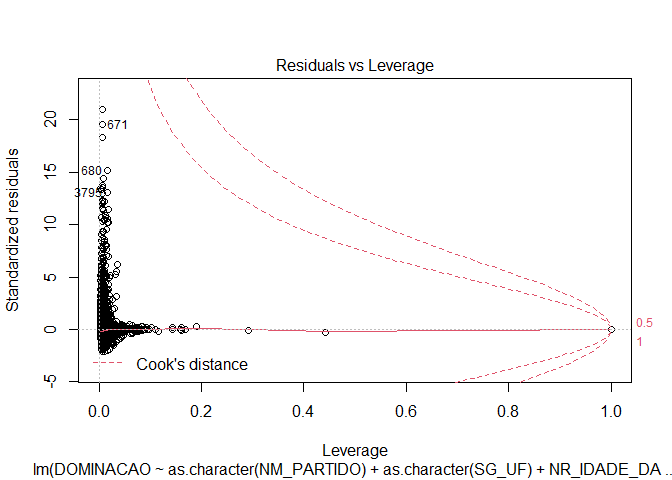 Residuals vs Leverage
Standardized residuals
20
15
10
5
0
-5
671
680
3795
0.5
1
Cook's distance
0.0 0.2 0.4 0.6 0.8 1.0
Leverage
lm(DOMINACAO ~ as.character(NM_PARTIDO) + as.character(SG_UF) + NR_IDADE_DA ...